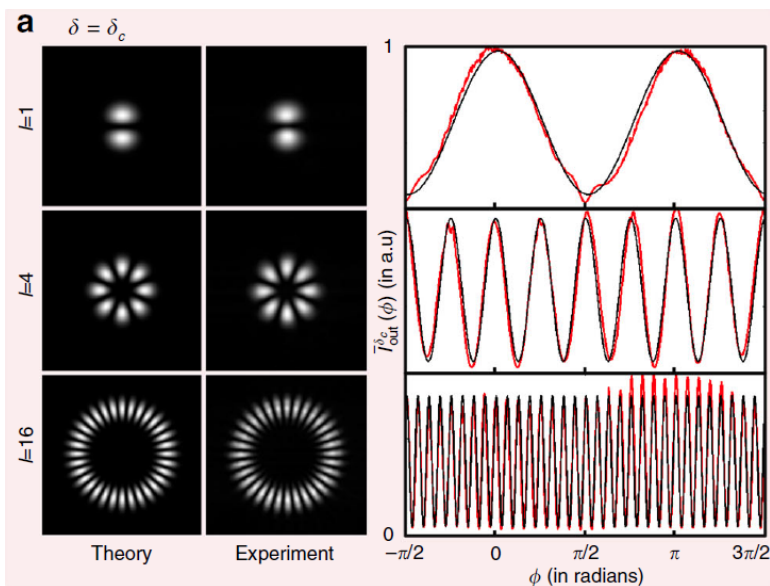 a
δ = δc
l=1
l=4
l=16
Theory
Experiment
1
0
Ī^δc_out (ϕ) (in a.u)
−π/2
0
π/2
π
3π/2
ϕ (in radians)